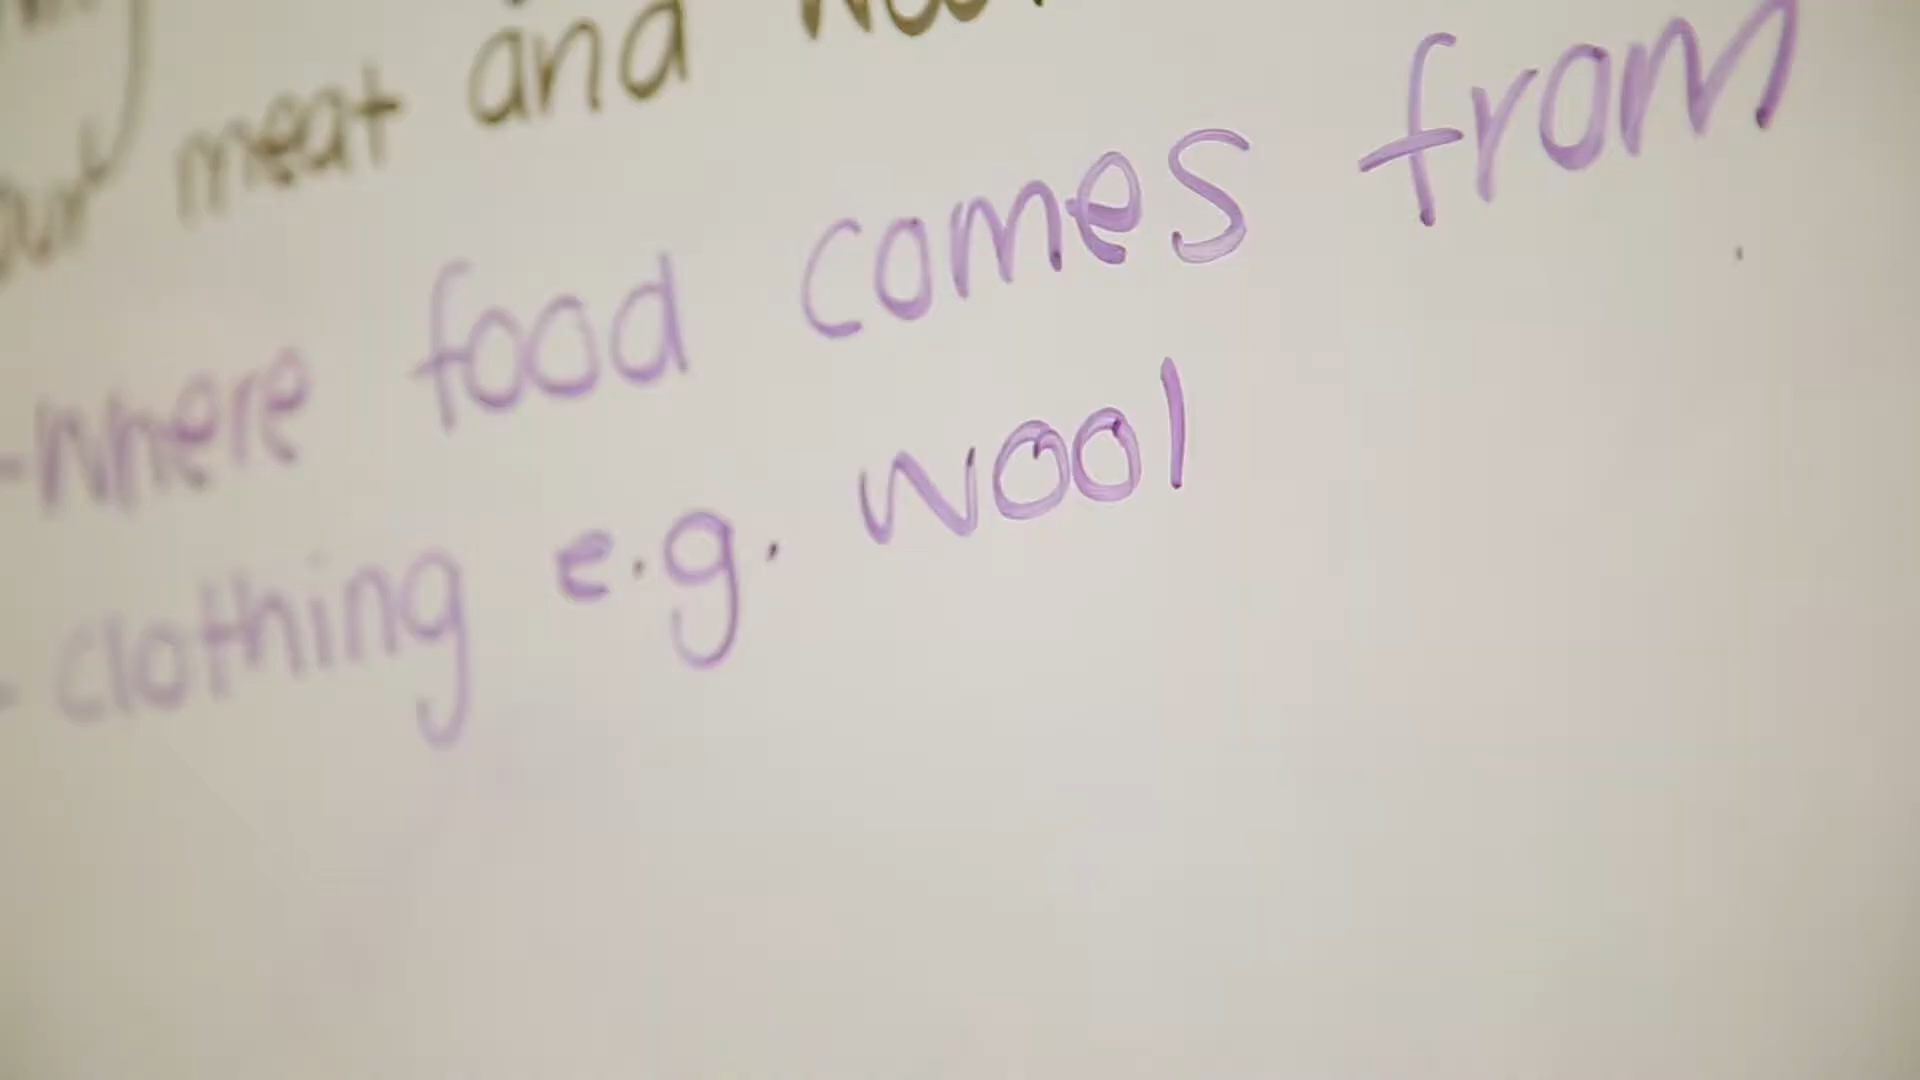 meat and
- Where food comes from
- clothing e.g. wool